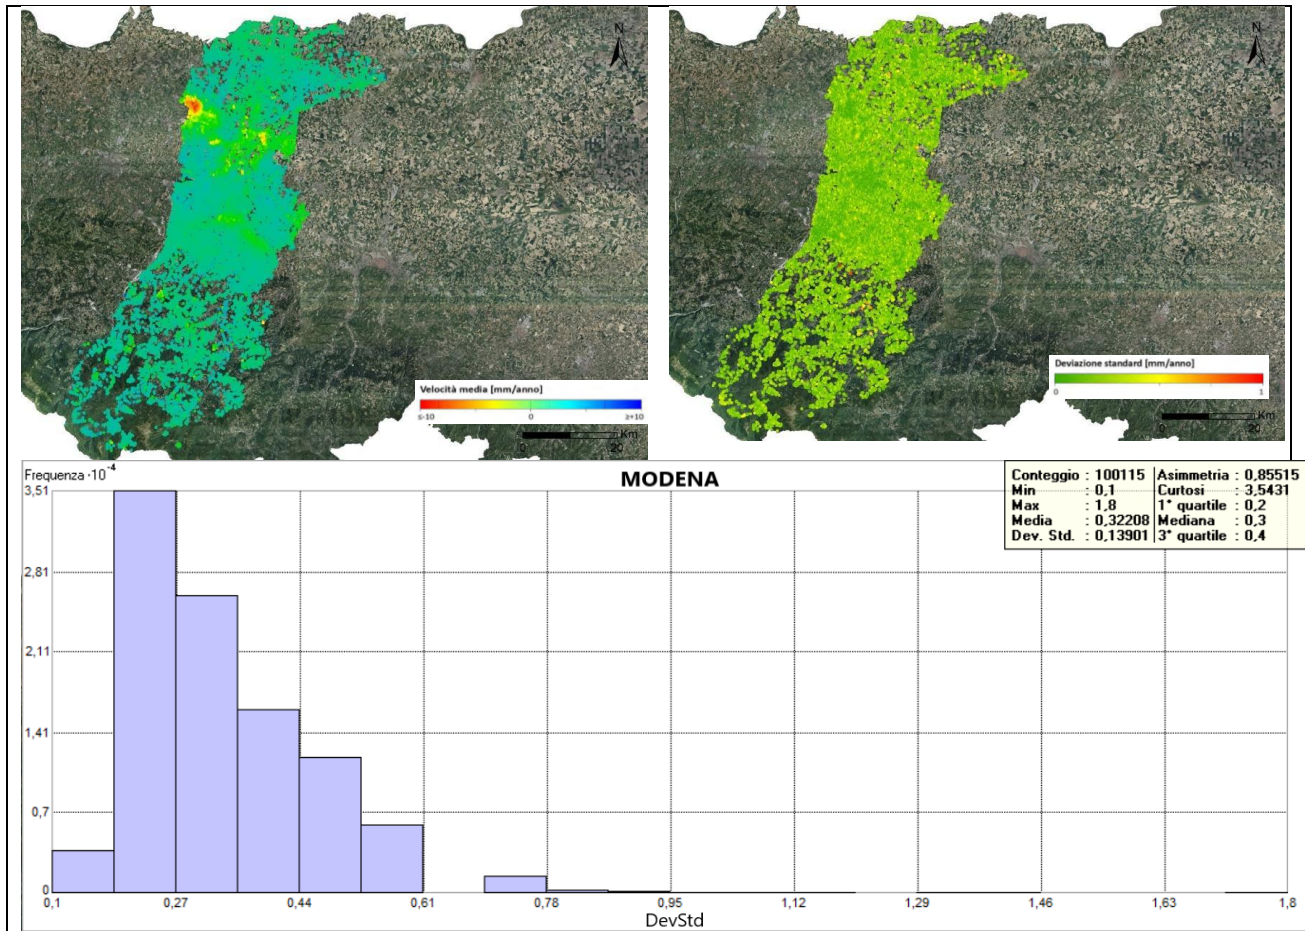 N
N
Velocità media [mm/anno]
≤-10 0 ≥+10
Km
0 20
Deviazione standard [mm/anno]
0 1
Km
0 20
Frequenza ·10⁻⁴
MODENA
Conteggio : 100115 Asimmetria : 0,85515
Min : 0,1 Curtosi : 3,5431
Max : 1,8 1° quartile : 0,2
Media : 0,32208 Mediana : 0,3
Dev. Std. : 0,13901 3° quartile : 0,4
3,51
2,81
2,11
1,41
0,7
0
0,1 0,27 0,44 0,61 0,78 0,95 1,12 1,29 1,46 1,63 1,8
DevStd